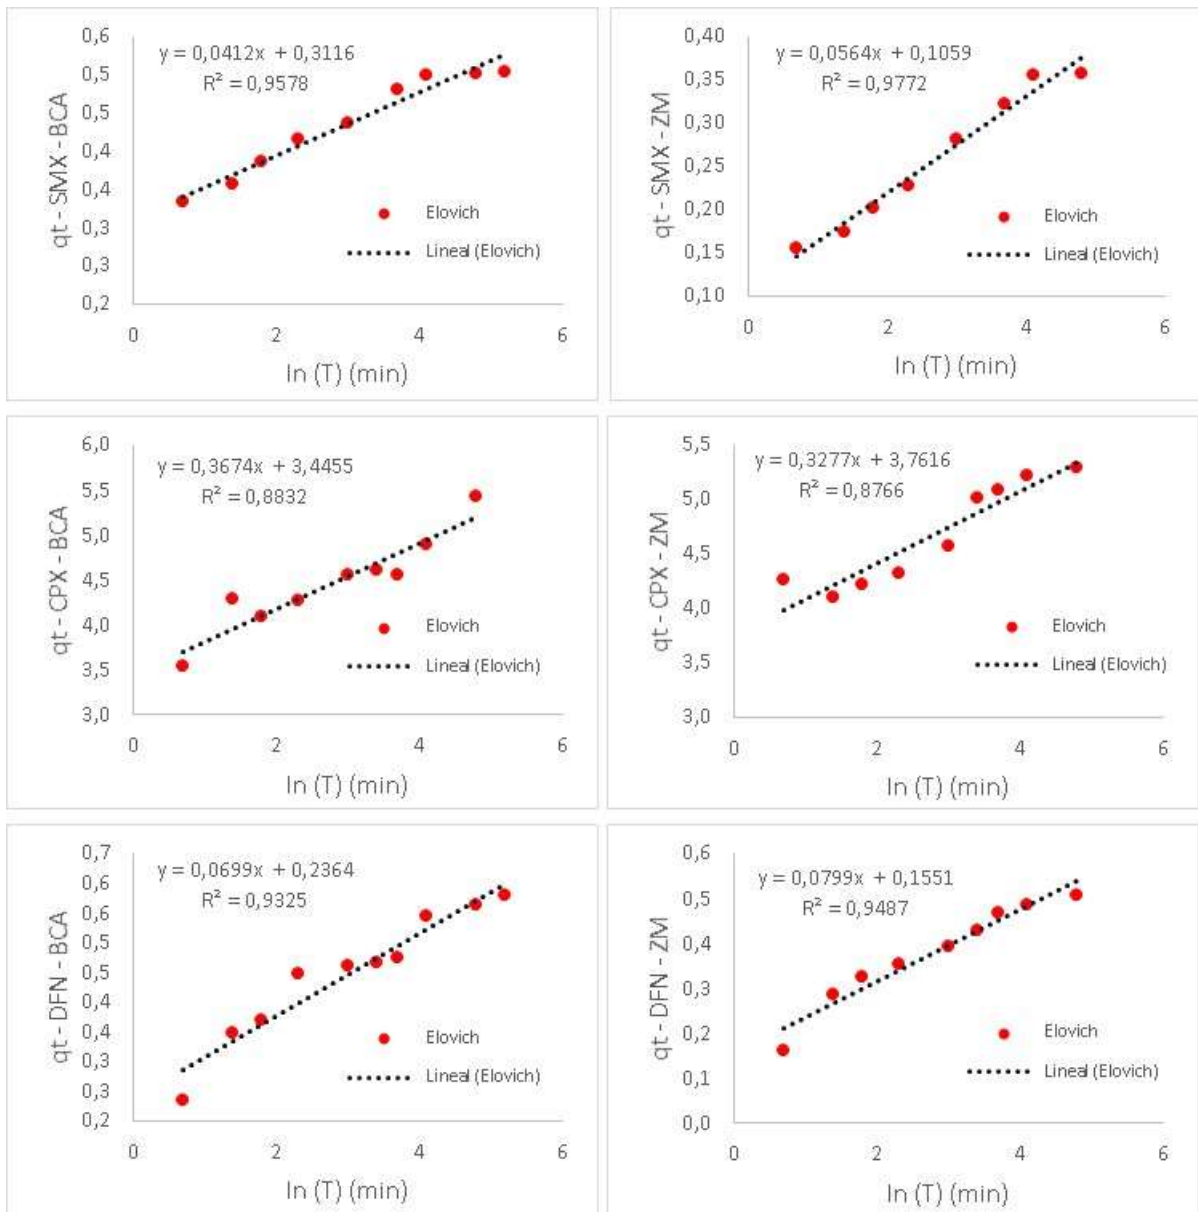 0,6
0,5
0,5
0,4
0,4
0,3
0,3
0,2
qt - SMX - BCA
y = 0,0412x + 0,3116
R² = 0,9578
Elovich
Lineal (Elovich)
2
4
6
ln (T) (min)
0,40
0,35
0,30
0,25
0,20
0,15
0,10
qt - SMX - ZM
y = 0,0564x + 0,1059
R² = 0,9772
Elovich
Lineal (Elovich)
0
2
4
6
ln (T) (min)
6,0
5,5
5,0
4,5
4,0
3,5
3,0
qt - CPX - BCA
y = 0,3674x + 3,4455
R² = 0,8832
Elovich
Lineal (Elovich)
0
2
4
6
ln (T) (min)
5,5
5,0
4,5
4,0
3,5
3,0
qt - CPX - ZM
y = 0,3277x + 3,7616
R² = 0,8766
Elovich
Lineal (Elovich)
0
2
4
6
ln (T) (min)
0,7
0,6
0,6
0,5
0,5
0,4
0,4
0,3
0,3
0,2
qt - DFN - BCA
y = 0,0699x + 0,2364
R² = 0,9325
Elovich
Lineal (Elovich)
0
2
4
6
ln (T) (min)
0,6
0,5
0,4
0,3
0,2
0,1
0,0
qt - DFN - ZM
y = 0,0799x + 0,1551
R² = 0,9487
Elovich
Lineal (Elovich)
0
2
4
6
ln (T) (min)